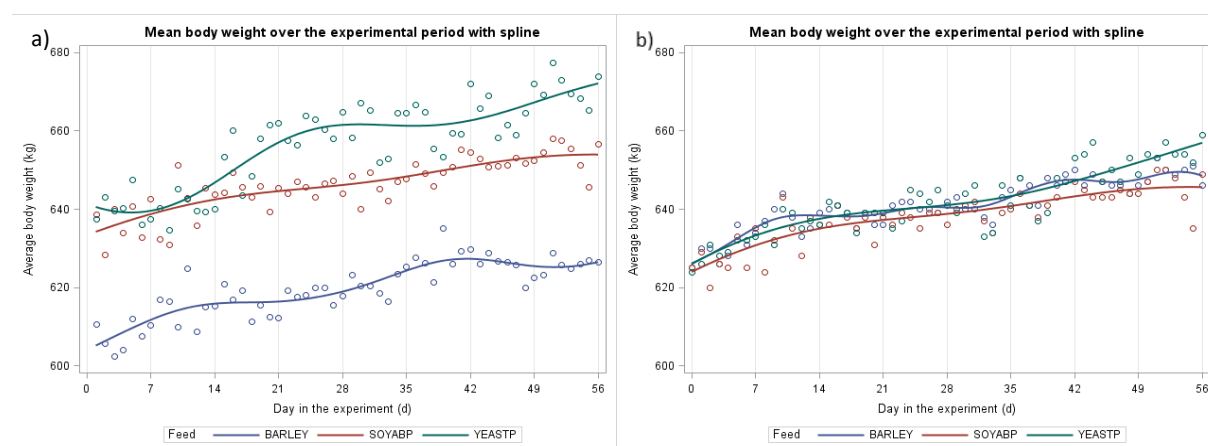 a)
Mean body weight over the experimental period with spline
680
660
640
620
600
Average body weight (kg)
0 7 14 21 28 35 42 49 56
Day in the experiment (d)
Feed BARLEY SOYABP YEASTP
b)
Mean body weight over the experimental period with spline
680
660
640
620
600
Average body weight (kg)
0 7 14 21 28 35 42 49 56
Day in the experiment (d)
Feed BARLEY SOYABP YEASTP